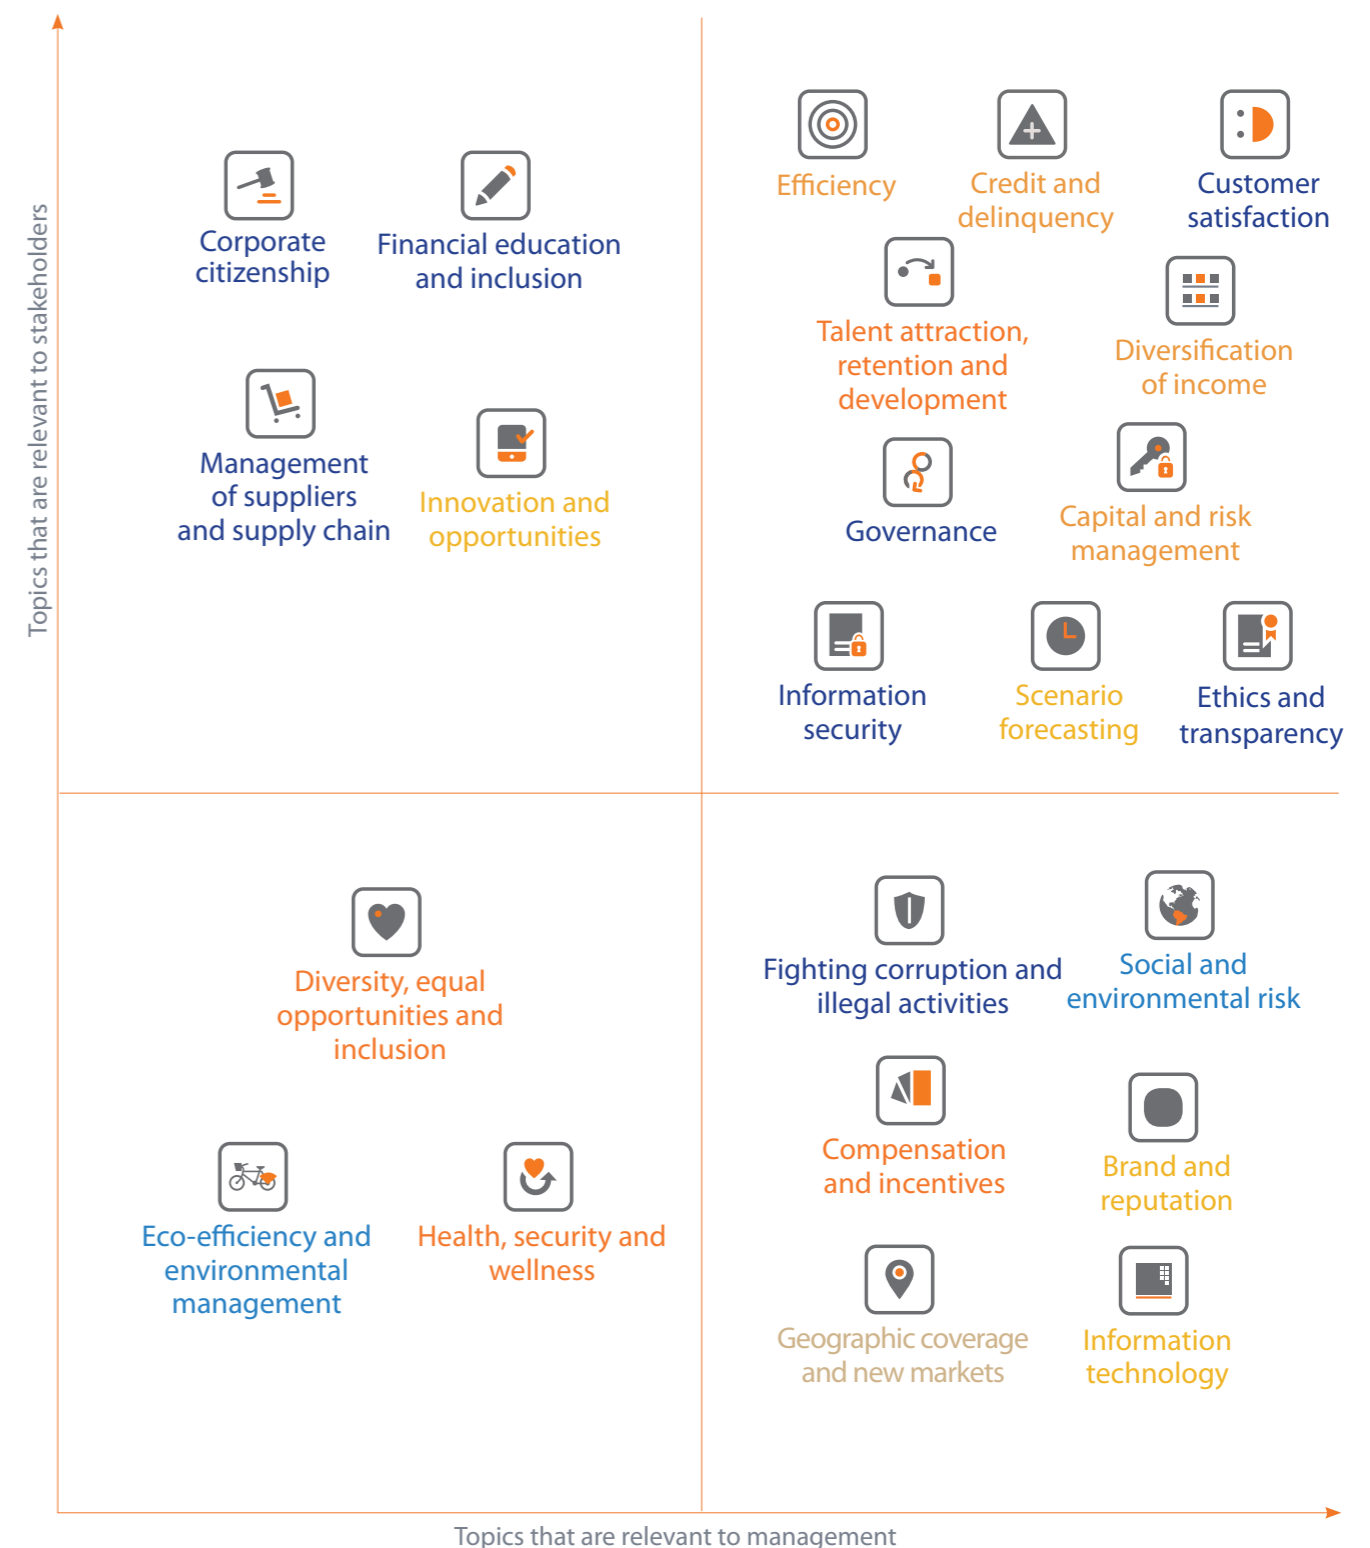 Topics that are relevant to stakeholders
Corporate
citizenship
Financial education
and inclusion
Management
of suppliers
and supply chain
Innovation and
opportunities
Efficiency
Credit and
delinquency
Customer
satisfaction
Talent attraction,
retention and
development
Diversification
of income
Governance
Capital and risk
management
Information
security
Scenario
forecasting
Ethics and
transparency
Diversity, equal
opportunities and
inclusion
Eco-efficiency and
environmental
management
Health, security and
wellness
Fighting corruption and
illegal activities
Social and
environmental risk
Compensation
and incentives
Brand and
reputation
Geographic coverage
and new markets
Information
technology
Topics that are relevant to management